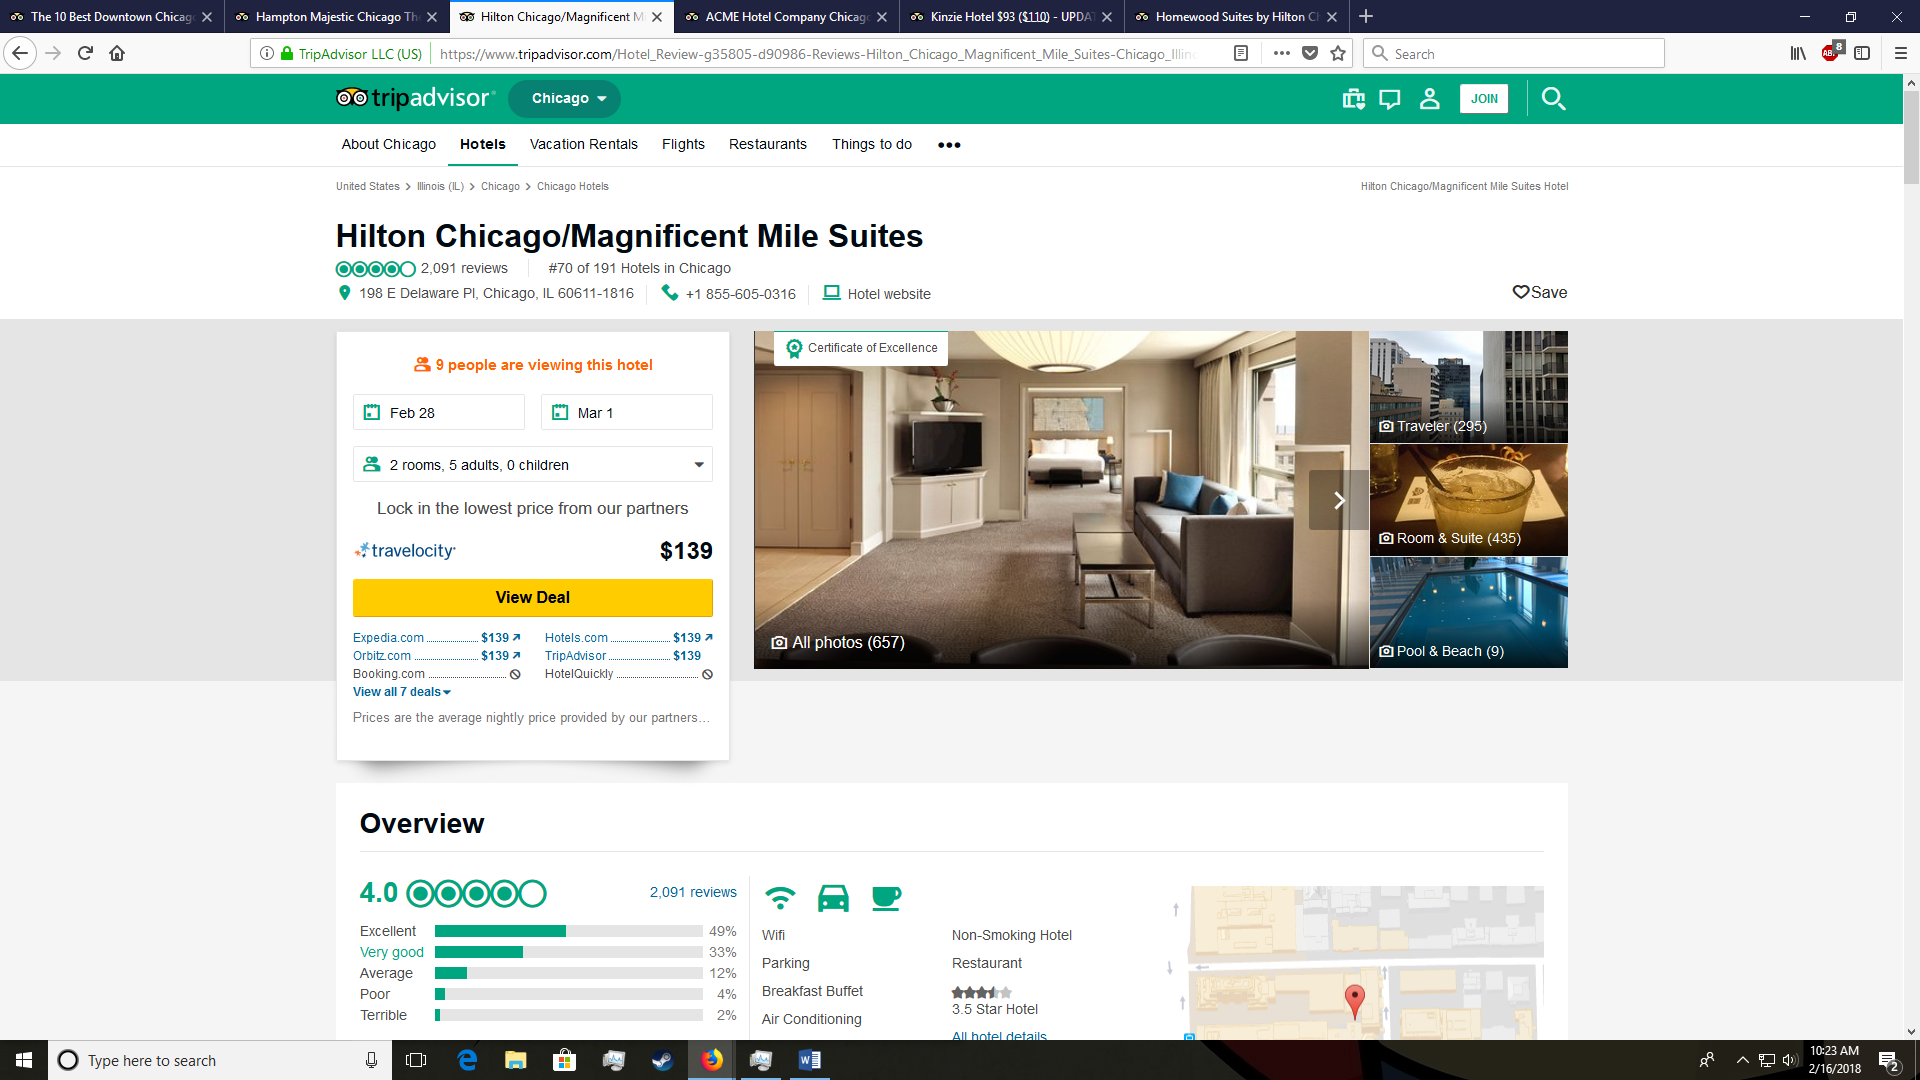 The 10 Best Downtown Chicag
Hampton Majestic Chicago The
Hilton Chicago/Magnificent M
ACME Hotel Company Chicago
Kinzie Hotel $93 ($110) - UPDA
Homewood Suites by Hilton Ch
TripAdvisor LLC (US)
https://www.tripadvisor.com/Hotel_Review-g35805-d90986-Reviews-Hilton_Chicago_Magnificent_Mile_Suites-Chicago_Illin
Search
8
tripadvisor
Chicago
JOIN
About Chicago
Hotels
Vacation Rentals
Flights
Restaurants
Things to do
United States > Illinois (IL) > Chicago > Chicago Hotels
Hilton Chicago/Magnificent Mile Suites Hotel
Hilton Chicago/Magnificent Mile Suites
2,091 reviews
#70 of 191 Hotels in Chicago
198 E Delaware Pl, Chicago, IL 60611-1816
+1 855-605-0316
Hotel website
Save
9 people are viewing this hotel
Feb 28
Mar 1
2 rooms, 5 adults, 0 children
Lock in the lowest price from our partners
travelocity
$139
View Deal
Expedia.com $139
Hotels.com $139
Orbitz.com $139
TripAdvisor $139
Booking.com
HotelQuickly
View all 7 deals
Prices are the average nightly price provided by our partners...
Certificate of Excellence
All photos (657)
Traveler (295)
Room & Suite (435)
Pool & Beach (9)
Overview
4.0
2,091 reviews
Excellent 49%
Very good 33%
Average 12%
Poor 4%
Terrible 2%
Wifi
Parking
Breakfast Buffet
Air Conditioning
Non-Smoking Hotel
Restaurant
3.5 Star Hotel
All hotel details
Type here to search
10:23 AM
2/16/2018
2